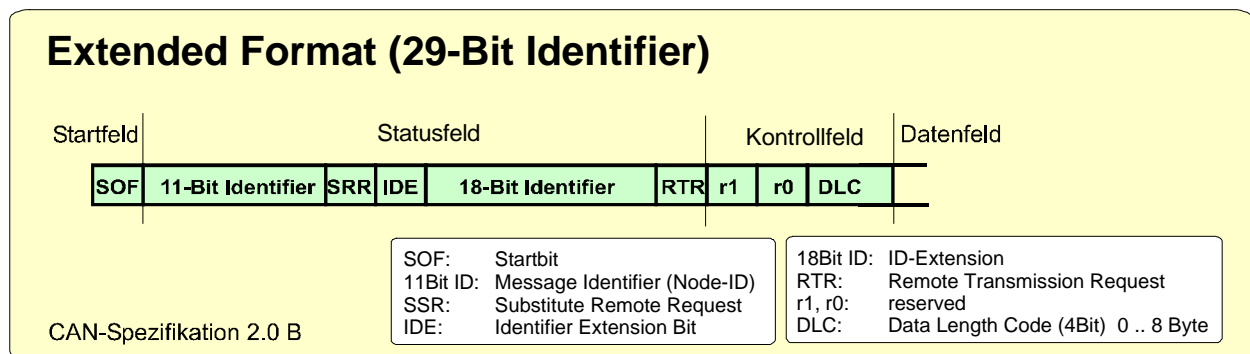 Extended Format (29-Bit Identifier)
Startfeld Statusfeld Kontrollfeld Datenfeld
SOF 11-Bit Identifier SRR IDE 18-Bit Identifier RTR r1 r0 DLC
SOF: Startbit
11Bit ID: Message Identifier (Node-ID)
SSR: Substitute Remote Request
IDE: Identifier Extension Bit
18Bit ID: ID-Extension
RTR: Remote Transmission Request
r1, r0: reserved
DLC: Data Length Code (4Bit) 0 .. 8 Byte
CAN-Spezifikation 2.0 B